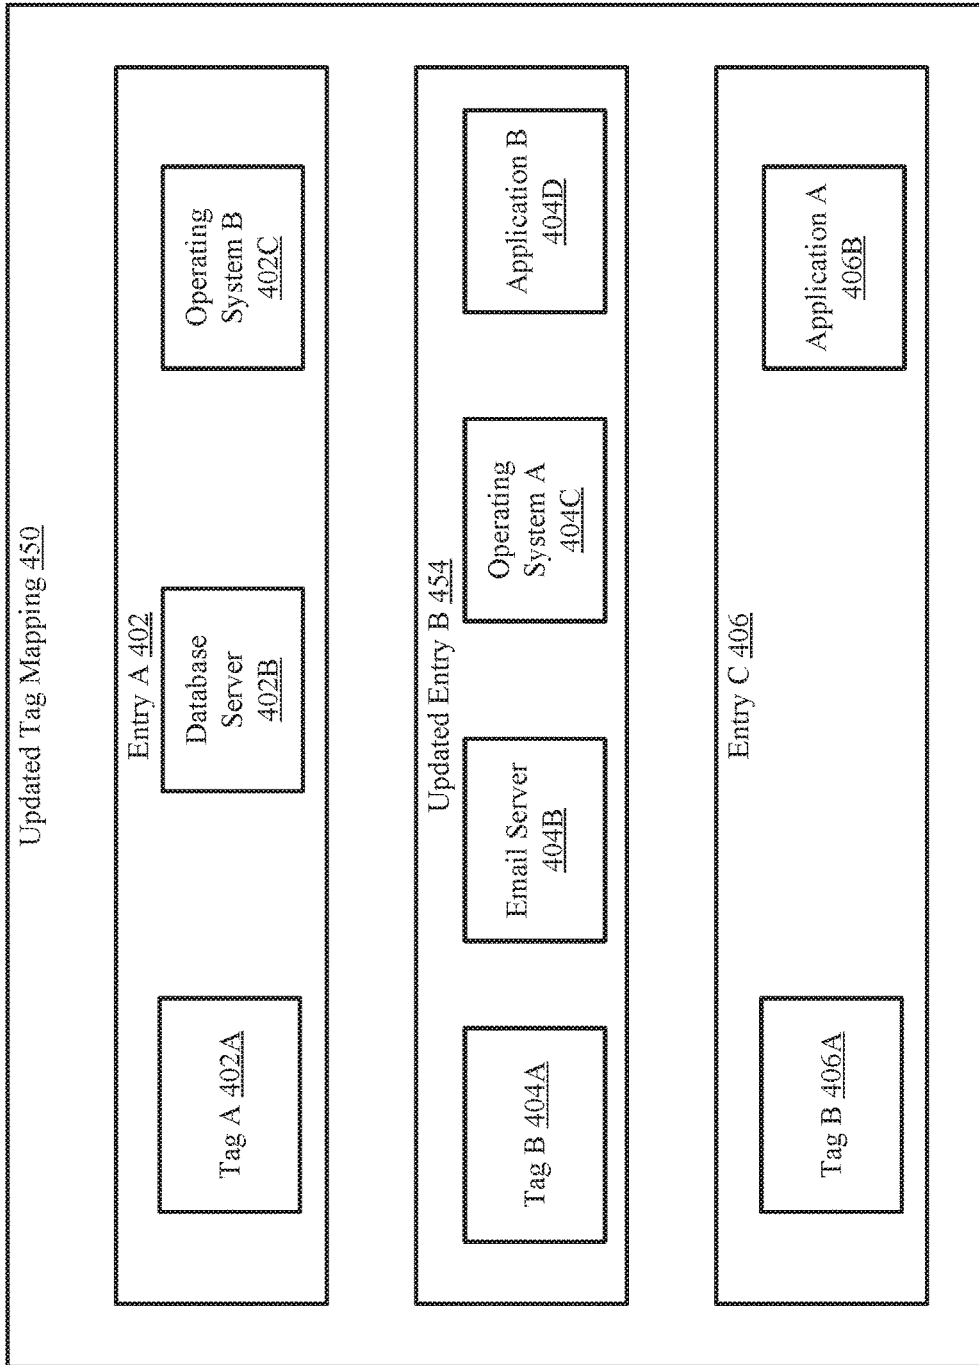 Updated Tag Mapping 450
Entry A 402
Tag A 402A
Database
Server
402B
Operating
System B
402C
Updated Entry B 454
Tag B 404A
Email Server
404B
Operating
System A
404C
Application B
404D
Entry C 406
Tag B 406A
Application A
406B